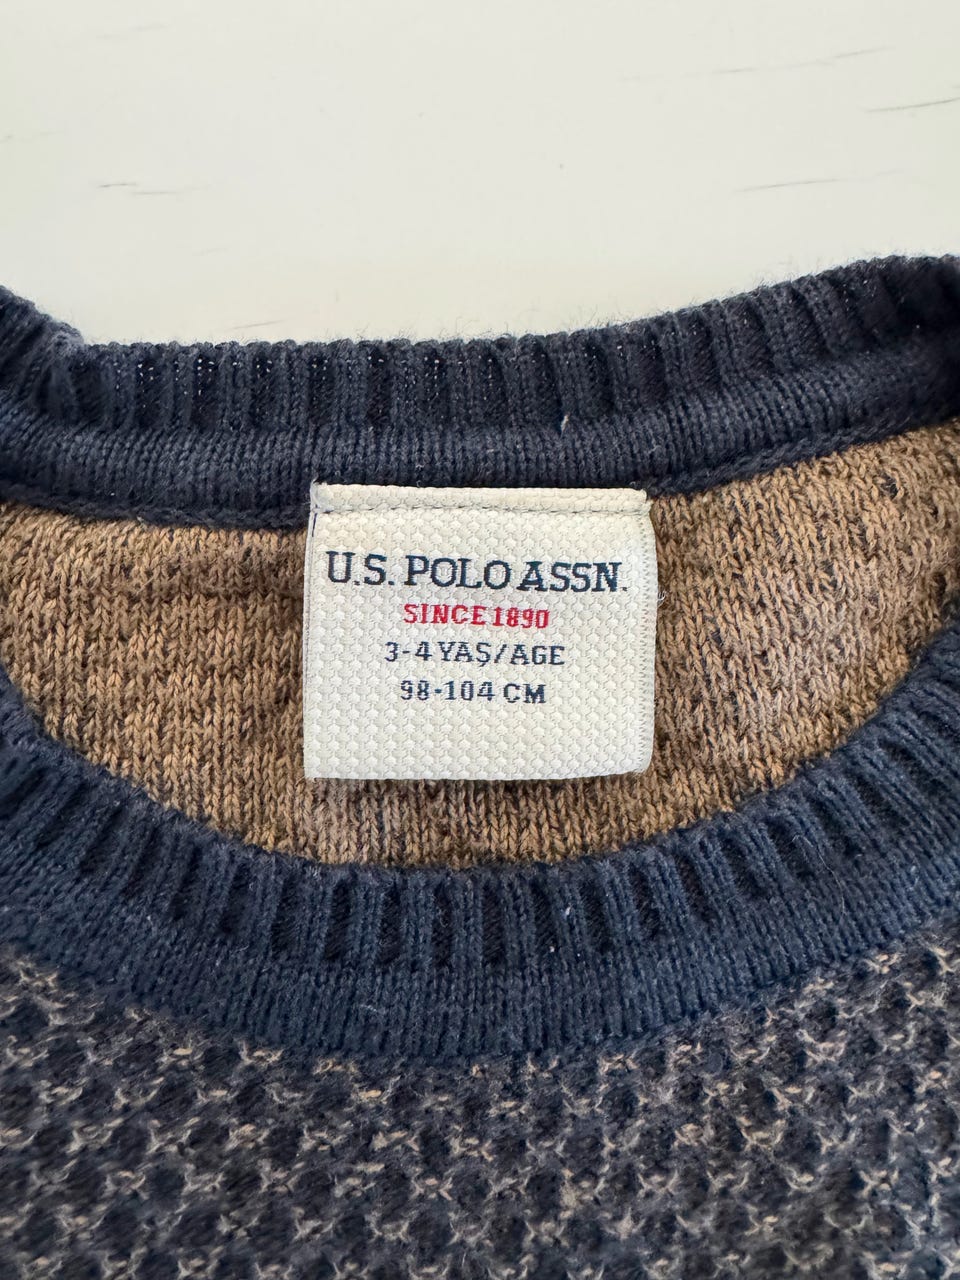 U.S. POLO ASSN.
SINCE 1890
3-4 YAŞ/AGE
98-104 CM